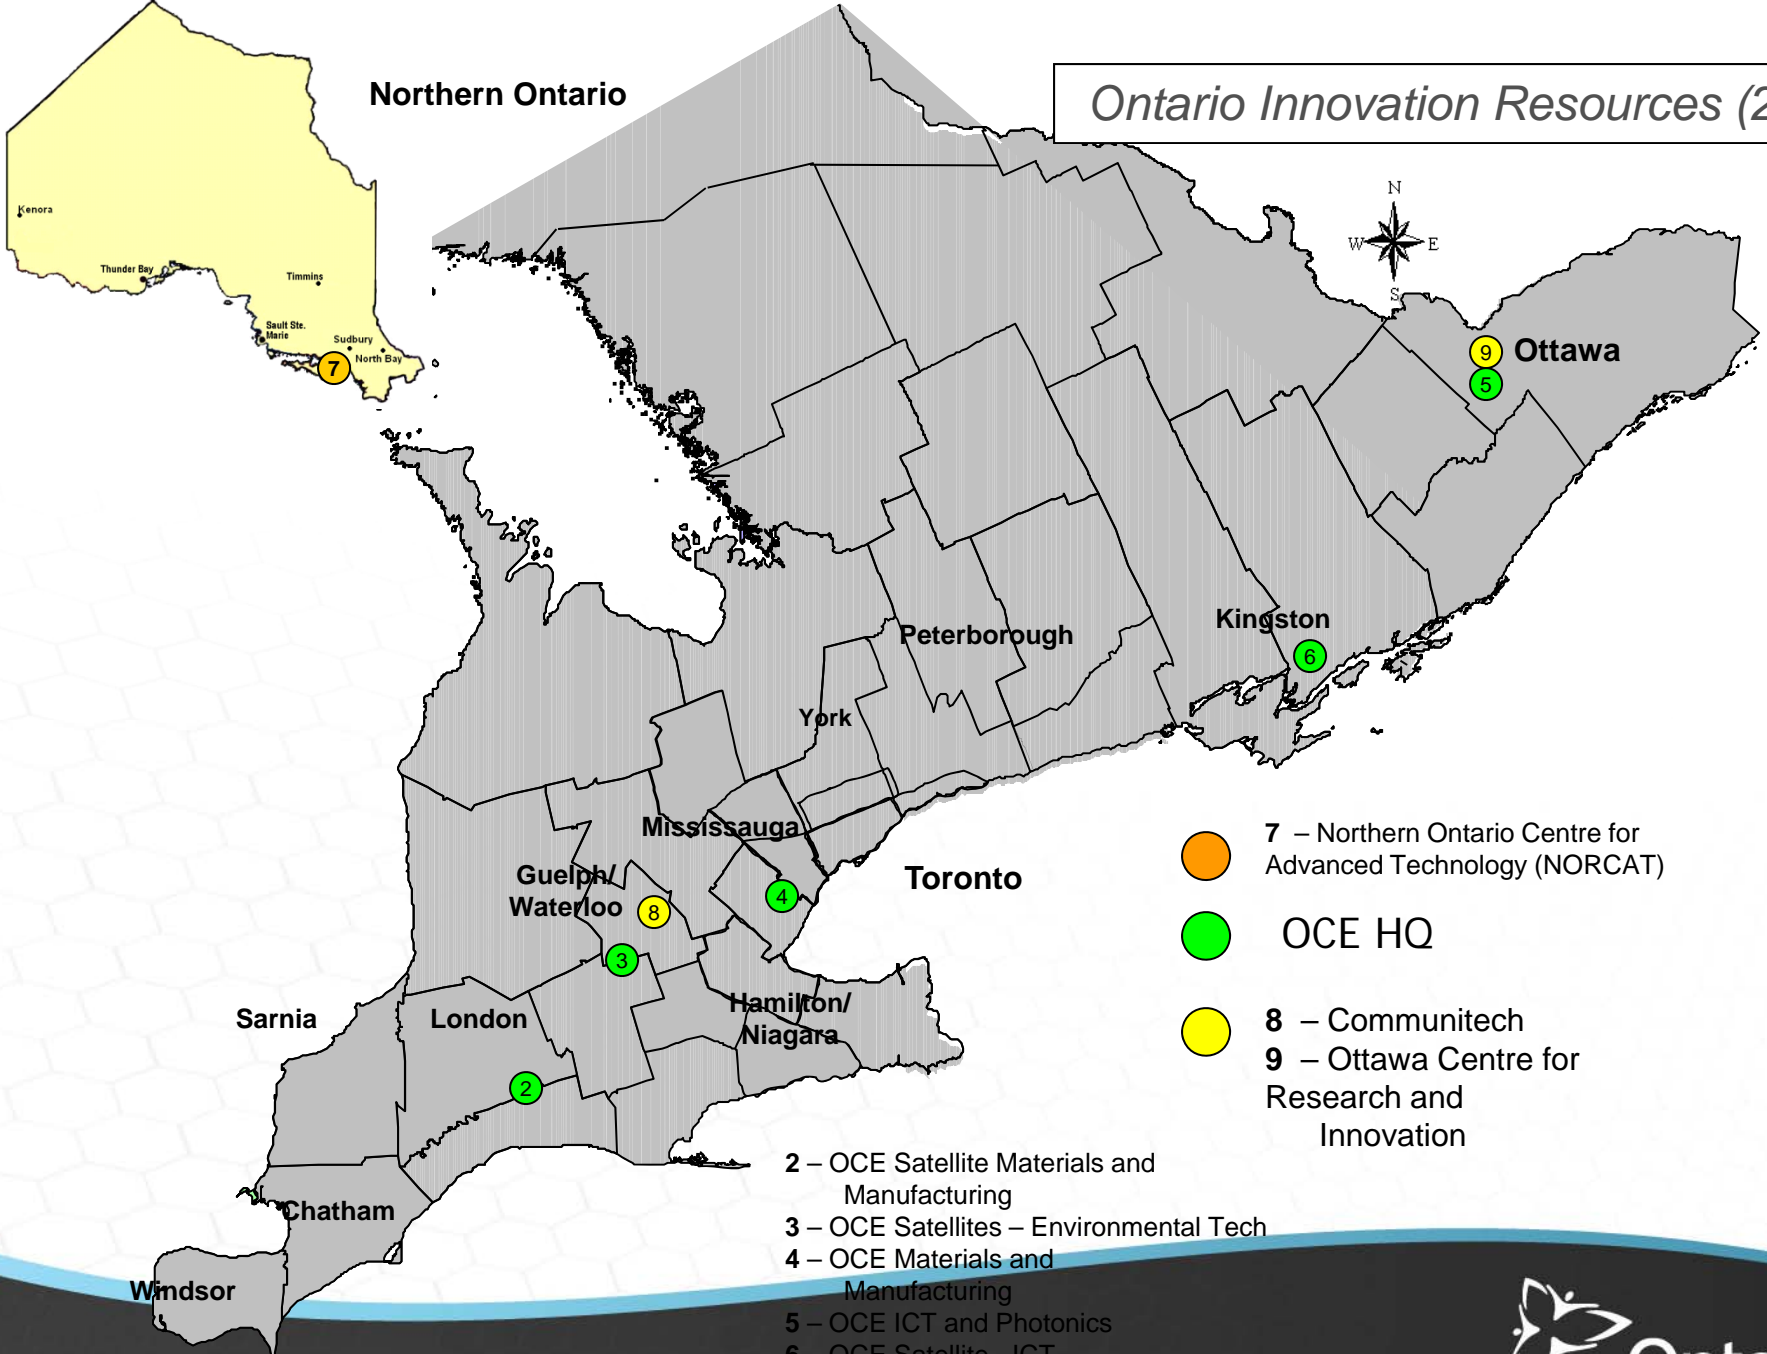 Northern Ontario
Ontario Innovation Resources (2
N
W
E
S
Kenora
Thunder Bay
Timmins
Sault Ste.
Marie
Sudbury
North Bay
7
9
Ottawa
5
Kingston
6
Peterborough
York
Mississauga
Guelph/
Waterloo
8
4
Toronto
3
Sarnia
London
Hamilton/
Niagara
2
Chatham
Windsor
7 – Northern Ontario Centre for
Advanced Technology (NORCAT)
OCE HQ
8 – Communitech
9 – Ottawa Centre for
Research and
Innovation
2 – OCE Satellite Materials and
Manufacturing
3 – OCE Satellites – Environmental Tech
4 – OCE Materials and
Manufacturing
5 – OCE ICT and Photonics
6 – OCE Satellite - ICT